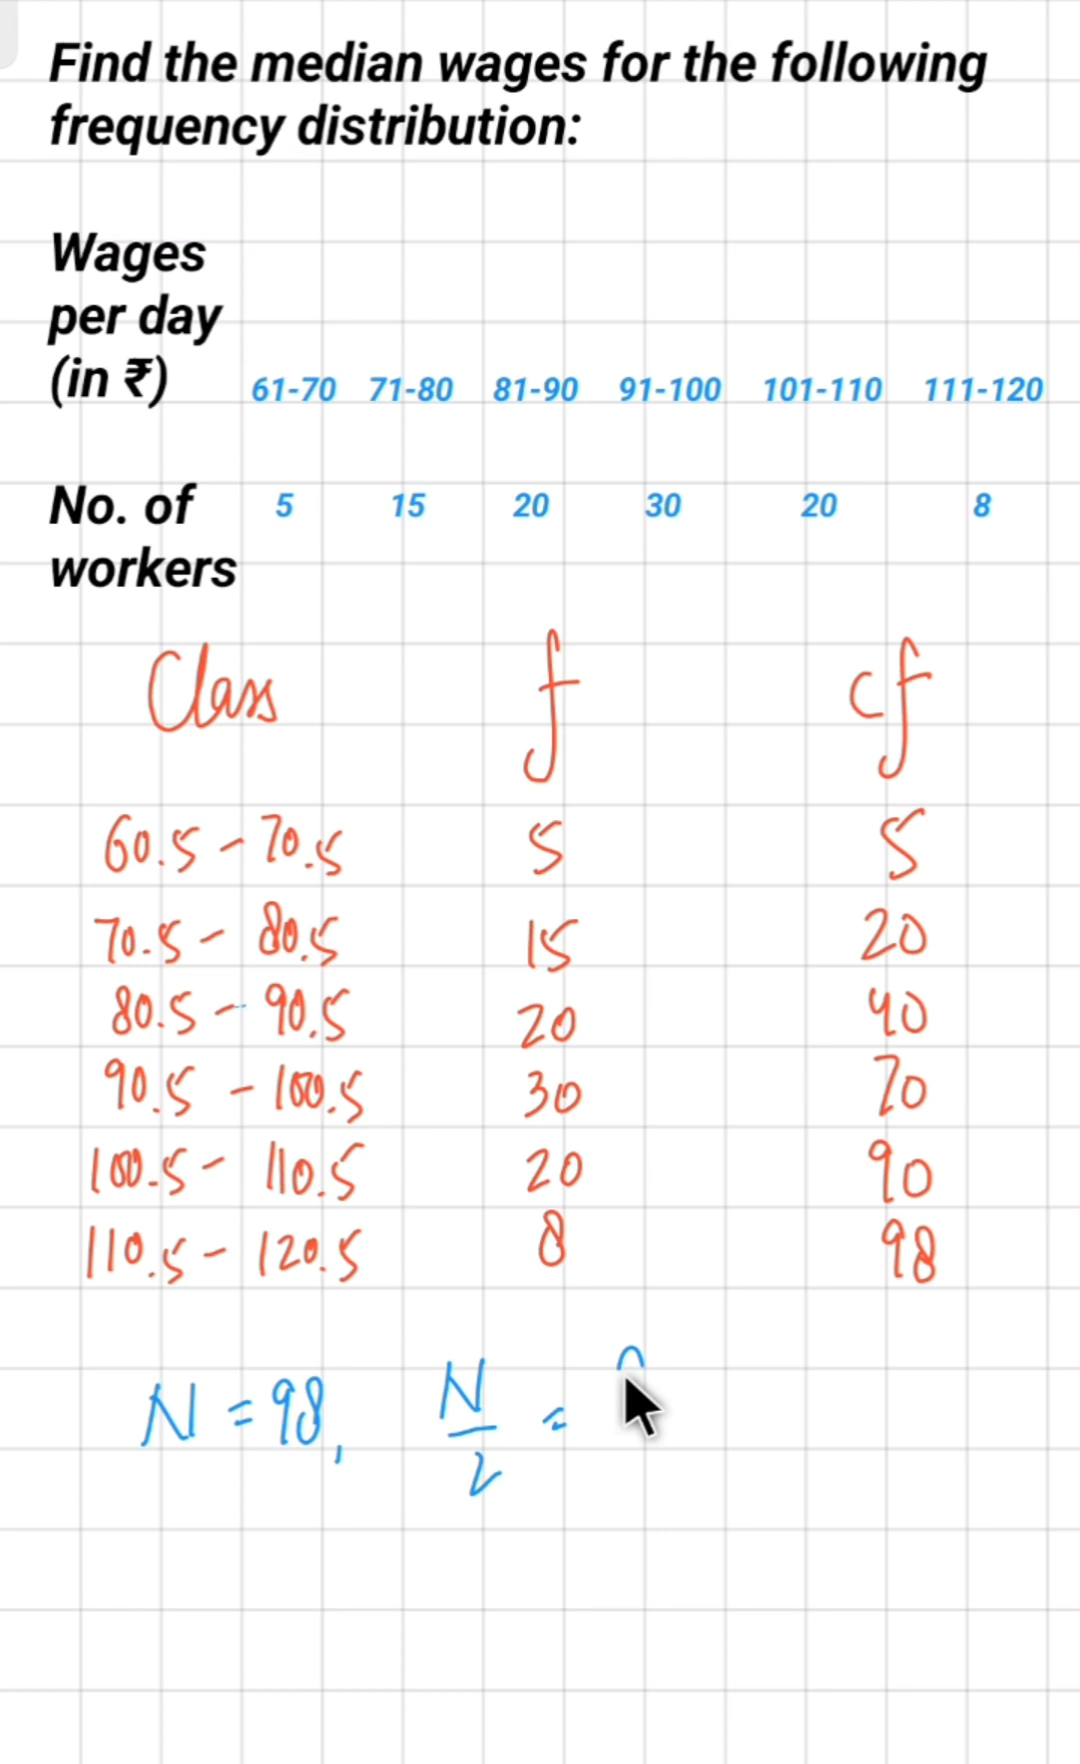 Find the median wages for the following
frequency distribution:
Wages
per day
(in ₹) 61-70 71-80 81-90 91-100 101-110 111-120
No. of 5 15 20 30 20 8
workers
Class f cf
60.5 - 70.5 5 5
70.5 - 80.5 15 20
80.5 - 90.5 20 40
90.5 - 100.5 30 70
100.5 - 110.5 20 90
110.5 - 120.5 8 98
N = 98, N/2 =